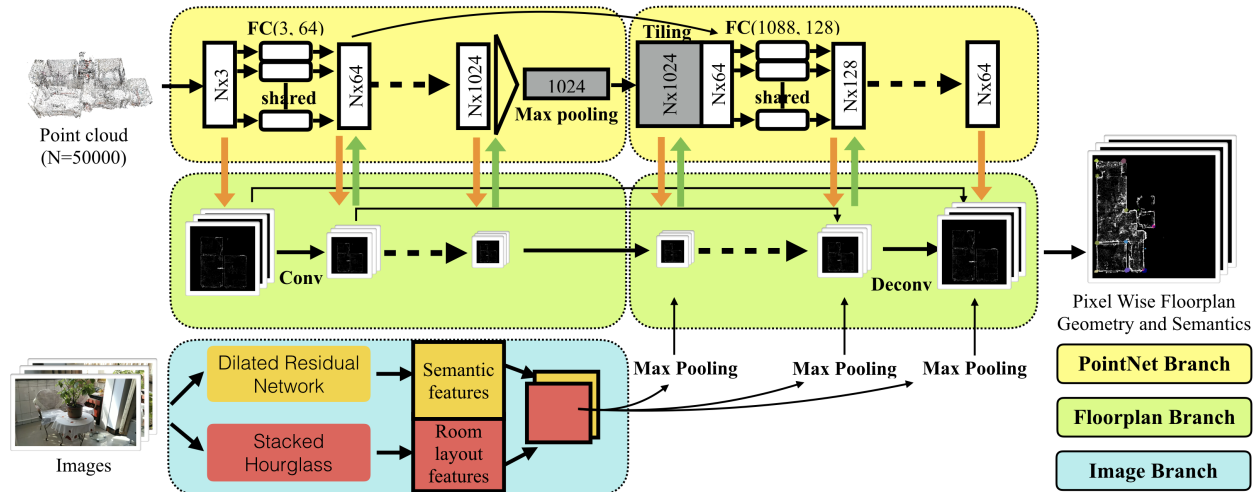 FC(3, 64)
Tiling
FC(1088, 128)
Nx3
Nx64
Nx1024
1024
Nx1024
Nx64
Nx128
Nx64
shared
Max pooling
shared
Point cloud
(N=50000)
Conv
Deconv
Pixel Wise Floorplan
Geometry and Semantics
Dilated Residual
Network
Semantic
features
Max Pooling
Max Pooling
Max Pooling
Stacked
Hourglass
Room
layout
features
Images
PointNet Branch
Floorplan Branch
Image Branch